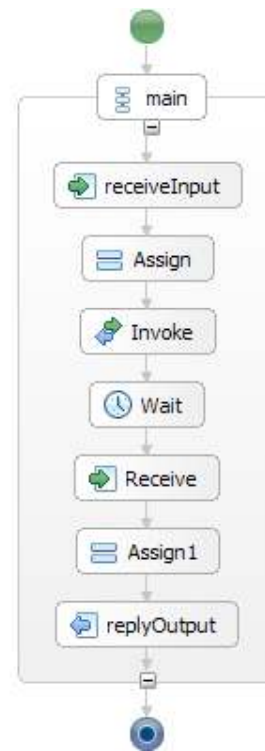 main
receiveInput
Assign
Invoke
Wait
Receive
Assign1
replyOutput